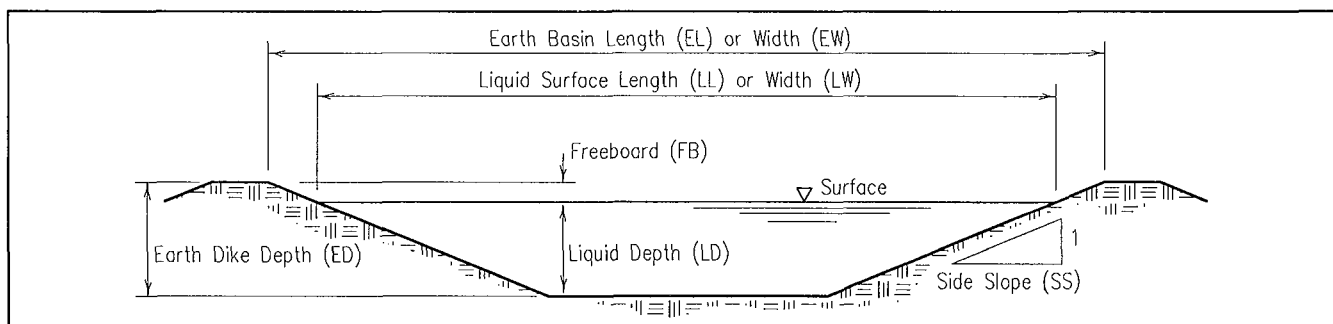 Earth Basin Length (EL) or Width (EW)
Liquid Surface Length (LL) or Width (LW)
Freeboard (FB)
Surface
Earth Dike Depth (ED)
Liquid Depth (LD)
1
Side Slope (SS)